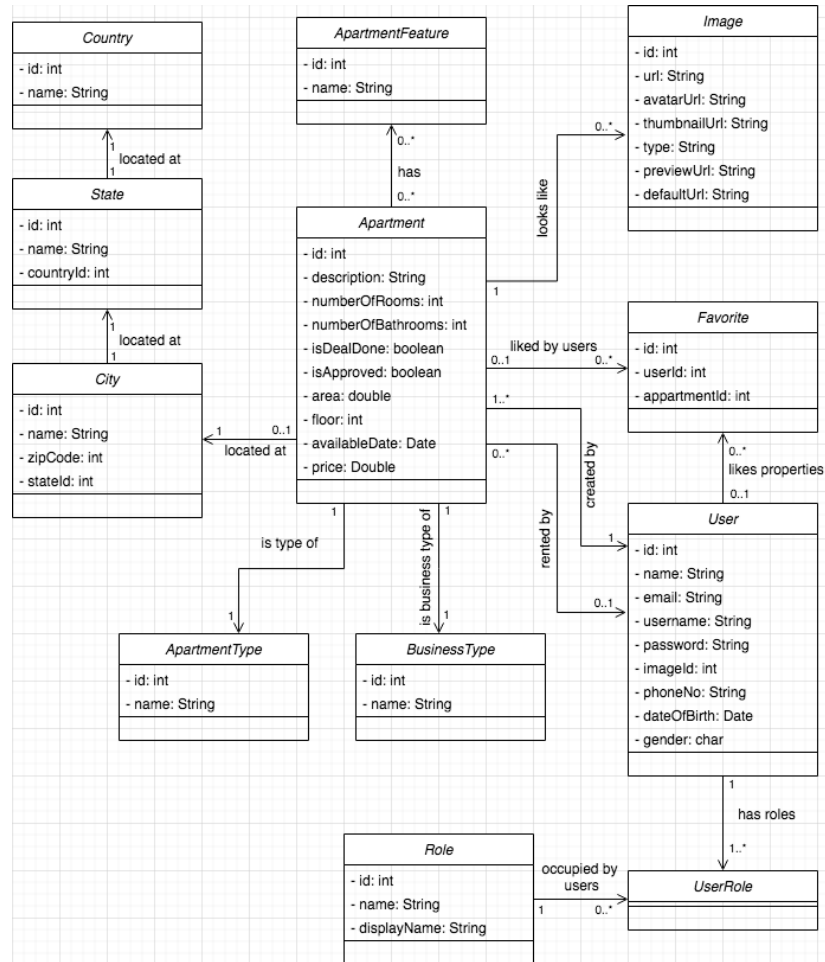 Country
- id: int
- name: String
1
located at
1
State
- id: int
- name: String
- countryId: int
1
located at
1
City
- id: int
- name: String
- zipCode: int
- stateId: int
ApartmentFeature
- id: int
- name: String
0..*
has
0..*
Apartment
- id: int
- description: String
- numberOfRooms: int
- numberOfBathrooms: int
- isDealDone: boolean
- isApproved: boolean
- area: double
- floor: int
- availableDate: Date
- price: Double
1
0..1
located at
1
is type of
1
1
is business type of
1
ApartmentType
- id: int
- name: String
BusinessType
- id: int
- name: String
Image
- id: int
- url: String
- avatarUrl: String
- thumbnailUrl: String
- type: String
- previewUrl: String
- defaultUrl: String
0..*
looks like
1
liked by users
0..1
0..*
Favorite
- id: int
- userId: int
- appartmentId: int
1..*
created by
1
0..*
rented by
0..1
0..*
likes properties
0..1
User
- id: int
- name: String
- email: String
- username: String
- password: String
- imageId: int
- phoneNo: String
- dateOfBirth: Date
- gender: char
1
has roles
1..*
Role
- id: int
- name: String
- displayName: String
occupied by
users
1
0..*
UserRole